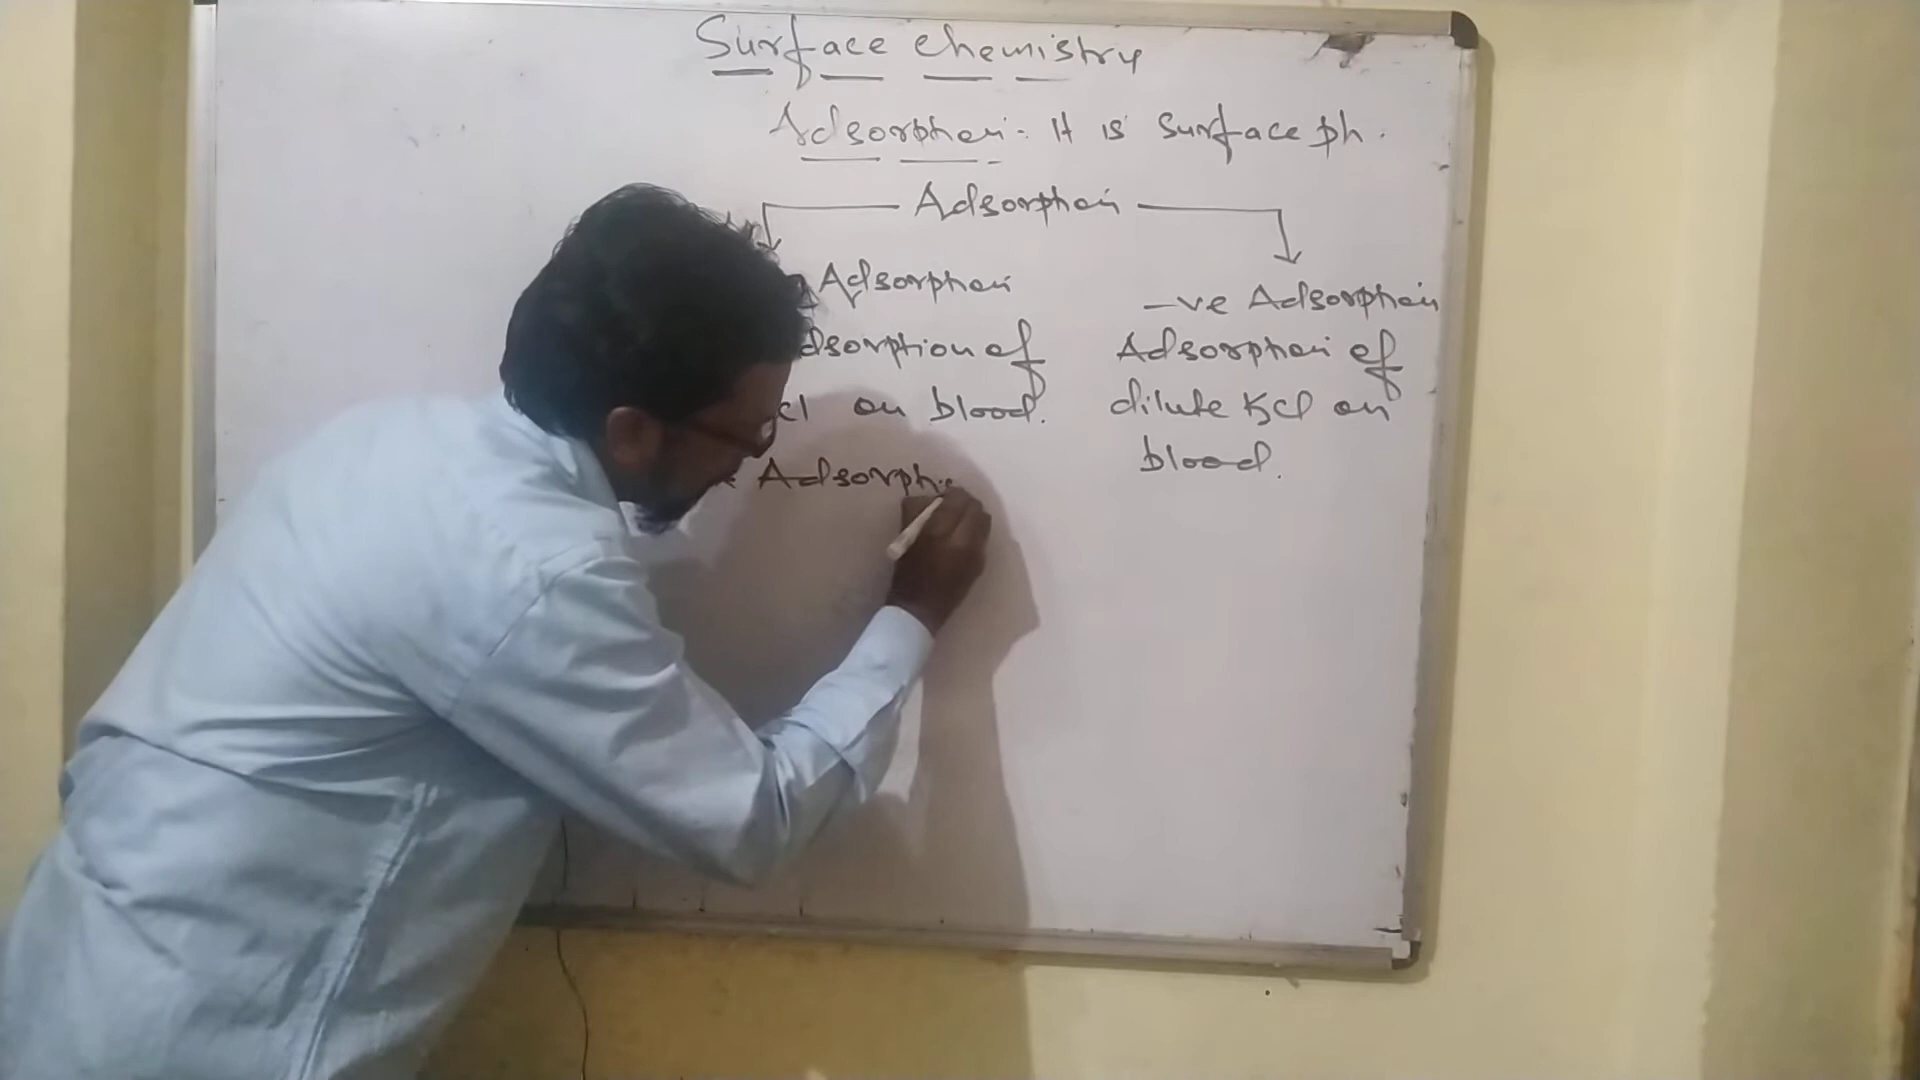 Surface chemistry
Adsorption:- It is surface ph.
Adsorption
Adsorption
-ve Adsorption
dsorption of
Adsorption of
cl on blood.
dilute KCl on
blood.
Adsorpti